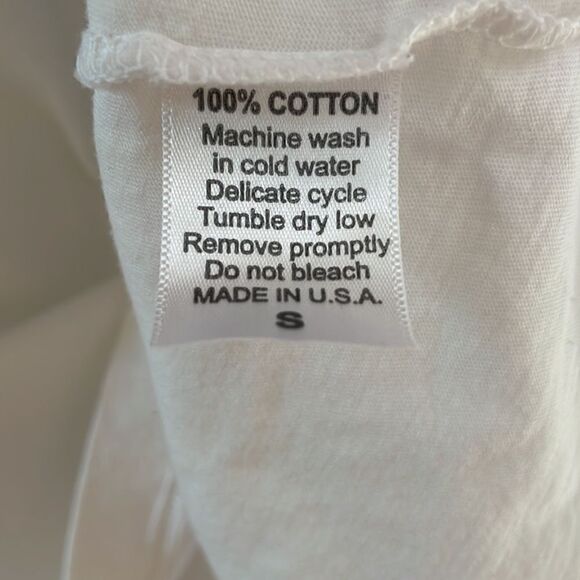 100% COTTON
Machine wash
in cold water
Delicate cycle
Tumble dry low
Remove promptly
Do not bleach
MADE IN U.S.A.
S